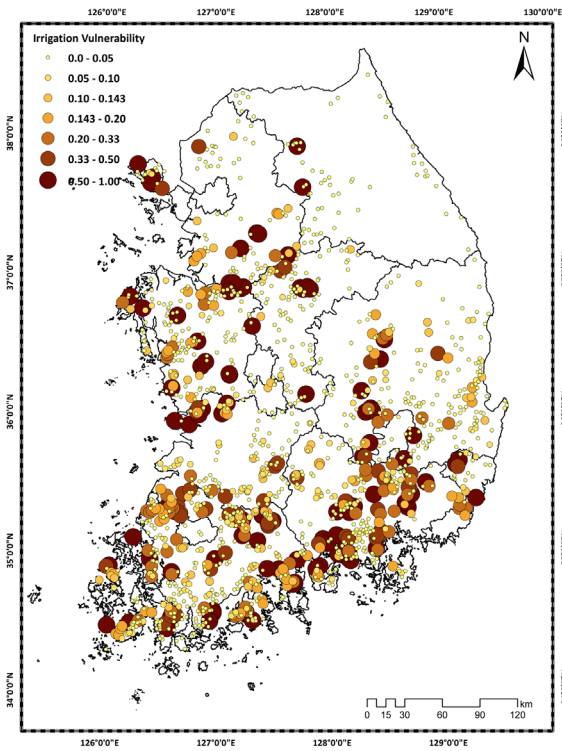 126°0'0"E 127°0'0"E 128°0'0"E 129°0'0"E 130°0'0"E
Irrigation Vulnerability
0.0 - 0.05
0.05 - 0.10
0.10 - 0.143
0.143 - 0.20
0.20 - 0.33
0.33 - 0.50
0.50 - 1.00
N
38°0'0"N
37°0'0"N
36°0'0"N
35°0'0"N
34°0'0"N
km
0 15 30 60 90 120
126°0'0"E 127°0'0"E 128°0'0"E 129°0'0"E